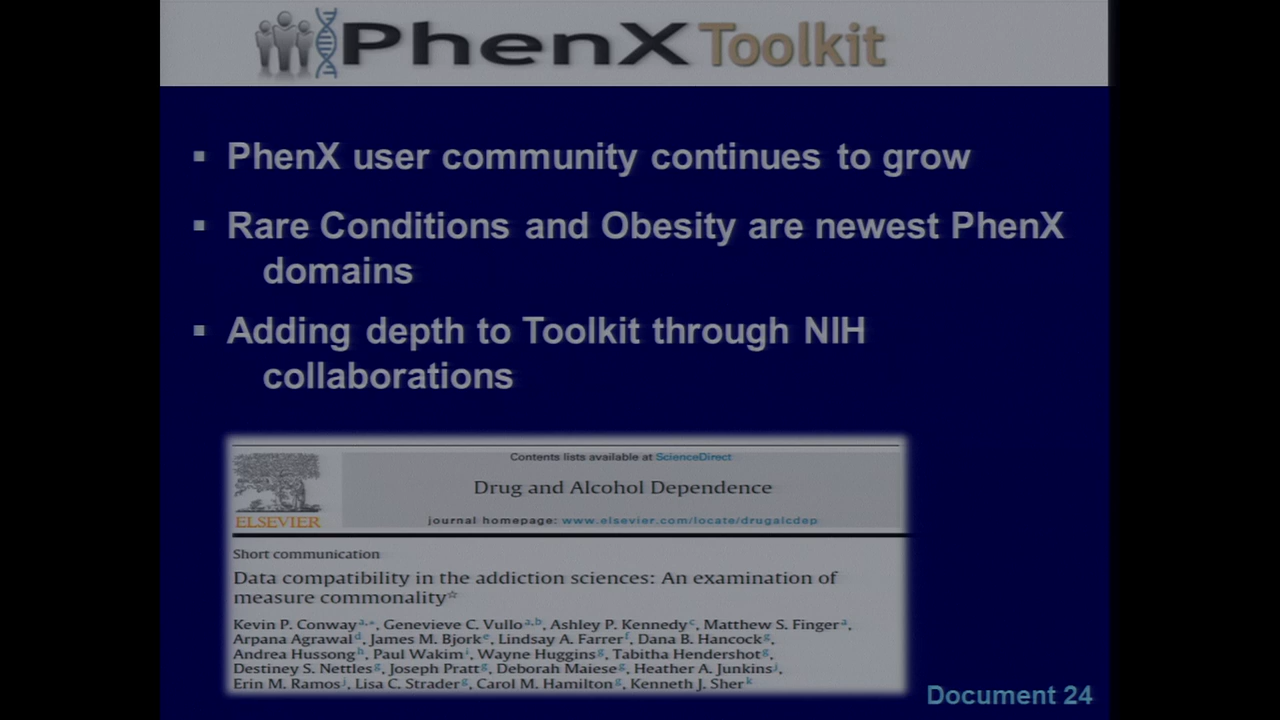 PhenX Toolkit
▪ PhenX user community continues to grow
▪ Rare Conditions and Obesity are newest PhenX
domains
▪ Adding depth to Toolkit through NIH
collaborations
Contents lists available at ScienceDirect
Drug and Alcohol Dependence
ELSEVIER
journal homepage: www.elsevier.com/locate/drugalcdep
Short communication
Data compatibility in the addiction sciences: An examination of
measure commonality☆
Kevin P. Conway a,*, Genevieve C. Vullo a,b, Ashley P. Kennedy c, Matthew S. Finger a,
Arpana Agrawal d, James M. Bjork e, Lindsay A. Farrer f, Dana B. Hancock g,
Andrea Hussong h, Paul Wakim i, Wayne Huggins g, Tabitha Hendershot g,
Destiney S. Nettles g, Joseph Pratt g, Deborah Maiese g, Heather A. Junkins j,
Erin M. Ramos j, Lisa C. Strader g, Carol M. Hamilton g, Kenneth J. Sher k
Document 24